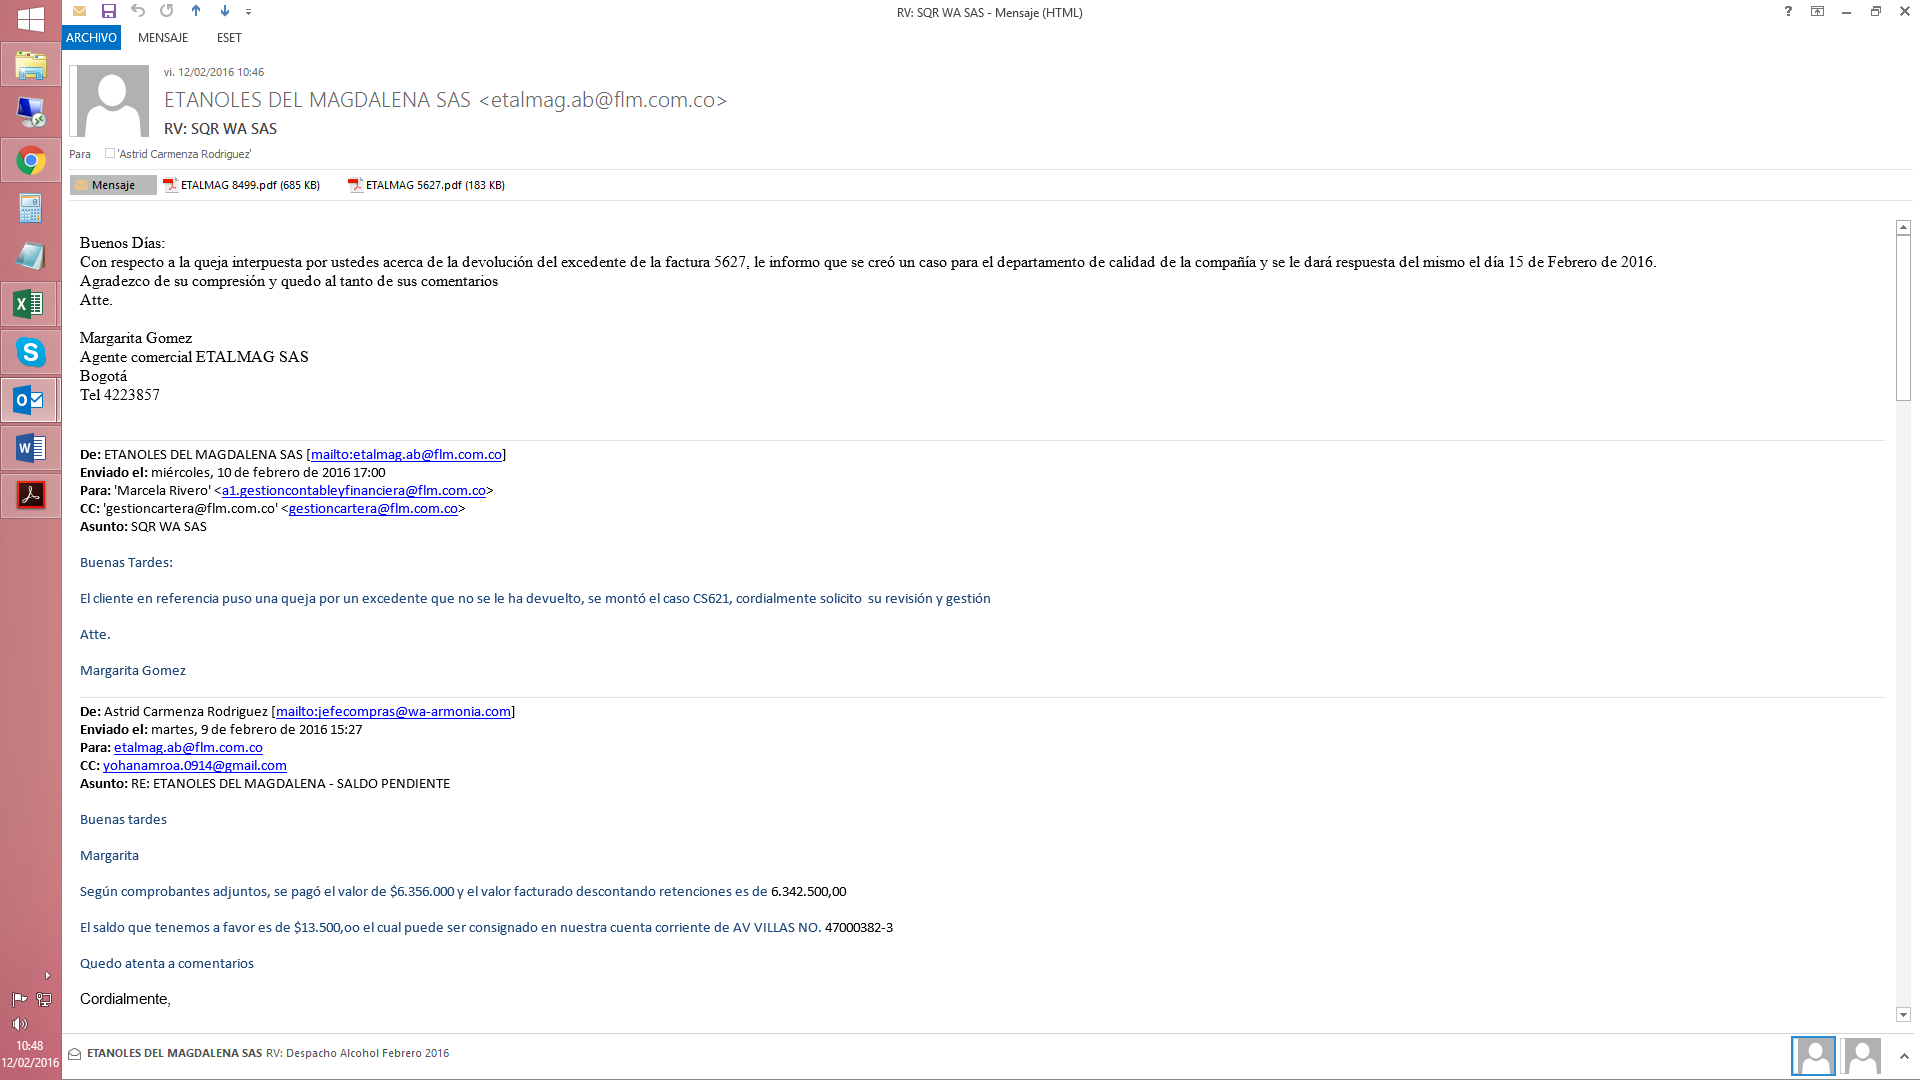 RV: SQR WA SAS - Mensaje (HTML)
ARCHIVO MENSAJE ESET
vi. 12/02/2016 10:46
ETANOLES DEL MAGDALENA SAS <etalmag.ab@flm.com.co>
RV: SQR WA SAS
Para 'Astrid Carmenza Rodriguez'
Mensaje ETALMAG 8499.pdf (685 KB) ETALMAG 5627.pdf (183 KB)
Buenos Días:
Con respecto a la queja interpuesta por ustedes acerca de la devolución del excedente de la factura 5627, le informo que se creó un caso para el departamento de calidad de la compañía y se le dará respuesta del mismo el día 15 de Febrero de 2016.
Agradezco de su compresión y quedo al tanto de sus comentarios
Atte.
Margarita Gomez
Agente comercial ETALMAG SAS
Bogotá
Tel 4223857
De: ETANOLES DEL MAGDALENA SAS [mailto:etalmag.ab@flm.com.co]
Enviado el: miércoles, 10 de febrero de 2016 17:00
Para: 'Marcela Rivero' <a1.gestioncontableyfinanciera@flm.com.co>
CC: 'gestioncartera@flm.com.co' <gestioncartera@flm.com.co>
Asunto: SQR WA SAS
Buenas Tardes:
El cliente en referencia puso una queja por un excedente que no se le ha devuelto, se montó el caso CS621, cordialmente solicito  su revisión y gestión
Atte.
Margarita Gomez
De: Astrid Carmenza Rodriguez [mailto:jefecompras@wa-armonia.com]
Enviado el: martes, 9 de febrero de 2016 15:27
Para: etalmag.ab@flm.com.co
CC: yohanamroa.0914@gmail.com
Asunto: RE: ETANOLES DEL MAGDALENA - SALDO PENDIENTE
Buenas tardes
Margarita
Según comprobantes adjuntos, se pagó el valor de $6.356.000 y el valor facturado descontando retenciones es de 6.342.500,00
El saldo que tenemos a favor es de $13.500,oo el cual puede ser consignado en nuestra cuenta corriente de AV VILLAS NO. 47000382-3
Quedo atenta a comentarios
Cordialmente,
ETANOLES DEL MAGDALENA SAS RV: Despacho Alcohol Febrero 2016
10:48
12/02/2016